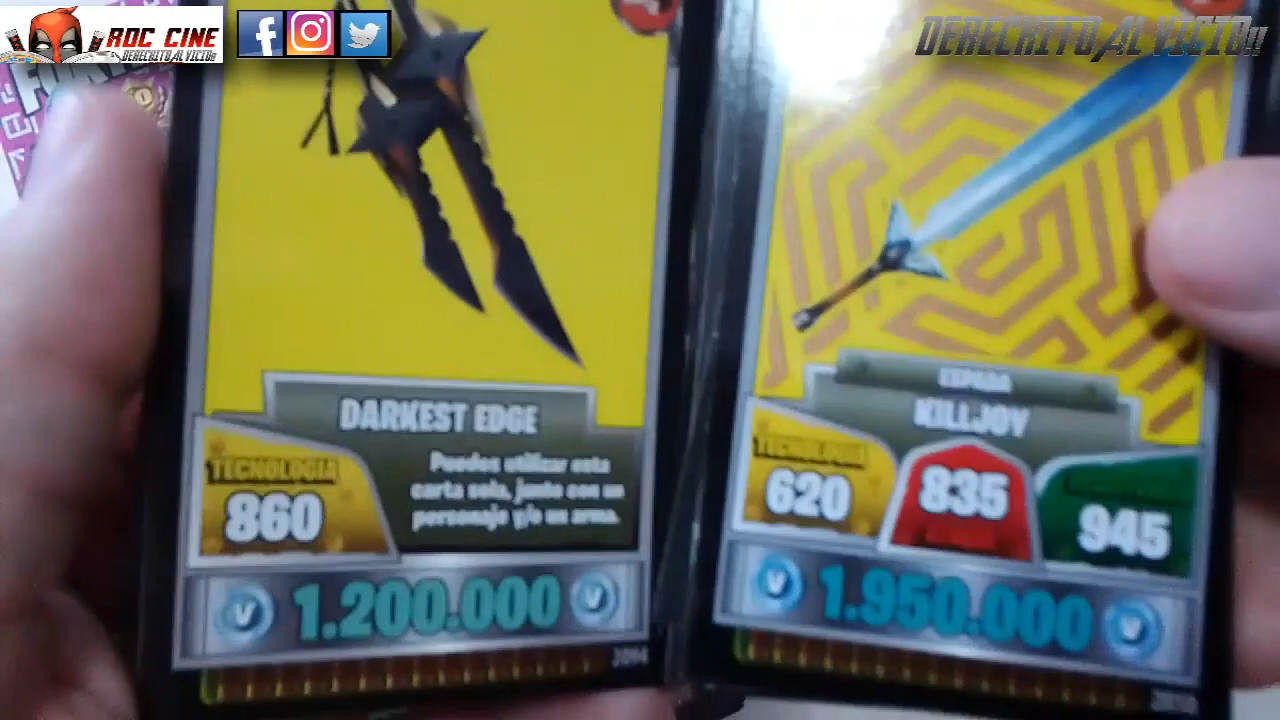 ROC CINE
DERECHITO AL VICIO!!
DERECHITO AL VICIO!!
DARKEST EDGE
TECNOLOGIA
860
Puedes utilizar esta
carta sola, junto con un
personaje y/o un arma.
1.200.000
ESPADA
KILLJOY
TECNOLOGIA
620
835
945
1.950.000